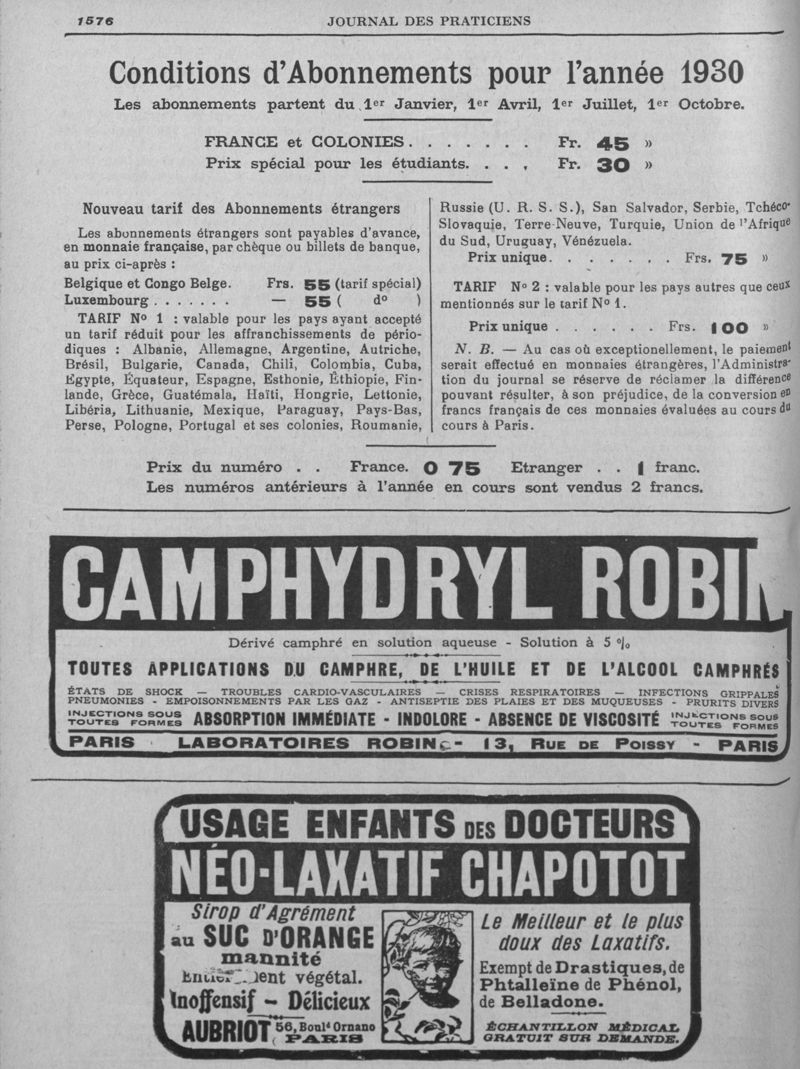 1576
JOURNAL DES PRATICIENS
Conditions d'Abonnements pour l'année 1930
Les abonnements partent du 1er Janvier, 1er Avril, 1er Juillet, 1er Octobre.
FRANCE et COLONIES. . . . . . . Fr. 45 »
Prix spécial pour les étudiants. . . . Fr. 30 »
Nouveau tarif des Abonnements étrangers
Les abonnements étrangers sont payables d'avance,
en monnaie française, par chèque ou billets de banque,
au prix ci-après :
Belgique et Congo Belge. Frs. 55 (tarif spécial)
Luxembourg . . . . . . . — 55 ( do )
TARIF No 1 : valable pour les pays ayant accepté
un tarif réduit pour les affranchissements de pério-
diques : Albanie, Allemagne, Argentine, Autriche,
Brésil, Bulgarie, Canada, Chili, Colombia, Cuba,
Egypte, Équateur, Espagne, Esthonie, Éthiopie, Fin-
lande, Grèce, Guatémala, Haïti, Hongrie, Lettonie,
Libéria, Lithuanie, Mexique, Paraguay, Pays-Bas,
Perse, Pologne, Portugal et ses colonies, Roumanie,
Russie (U. R. S. S.), San Salvador, Serbie, Tchéco-
Slovaquie, Terre-Neuve, Turquie, Union de l'Afrique
du Sud, Uruguay, Vénézuela.
Prix unique. . . . . . . Frs. 75 »
TARIF No 2 : valable pour les pays autres que ceux
mentionnés sur le tarif No 1.
Prix unique . . . . . . Frs. 100 »
N. B. — Au cas où exceptionellement, le paiement
serait effectué en monnaies étrangères, l'Administra-
tion du journal se réserve de réclamer la différence
pouvant résulter, à son préjudice, de la conversion en
francs français de ces monnaies évaluées au cours du
cours à Paris.
Prix du numéro . . France. 0 75 Etranger . . 1 franc.
Les numéros antérieurs à l'année en cours sont vendus 2 francs.
CAMPHYDRYL ROBIN
Dérivé camphré en solution aqueuse - Solution à 5 %
TOUTES APPLICATIONS DU CAMPHRE, DE L'HUILE ET DE L'ALCOOL CAMPHRÉS
ÉTATS DE SHOCK — TROUBLES CARDIO-VASCULAIRES — CRISES RESPIRATOIRES — INFECTIONS GRIPPALES
PNEUMONIES - EMPOISONNEMENTS PAR LES GAZ - ANTISEPTIE DES PLAIES ET DES MUQUEUSES - PRURITS DIVERS
INJECTIONS SOUS TOUTES FORMES ABSORPTION IMMÉDIATE - INDOLORE - ABSENCE DE VISCOSITÉ INJECTIONS SOUS TOUTES FORMES
PARIS - LABORATOIRES ROBIN - 13, RUE DE POISSY - PARIS
USAGE ENFANTS DES DOCTEURS
NÉO-LAXATIF CHAPOTOT
Sirop d'Agrément
au SUC D'ORANGE
mannité
ent végétal.
Inoffensif - Délicieux
AUBRIOT 56, Bould Ornano
PARIS
Le Meilleur et le plus
doux des Laxatifs.
Exempt de Drastiques, de
Phtalleïne de Phénol,
de Belladone.
ÉCHANTILLON MÉDICAL
GRATUIT SUR DEMANDE.